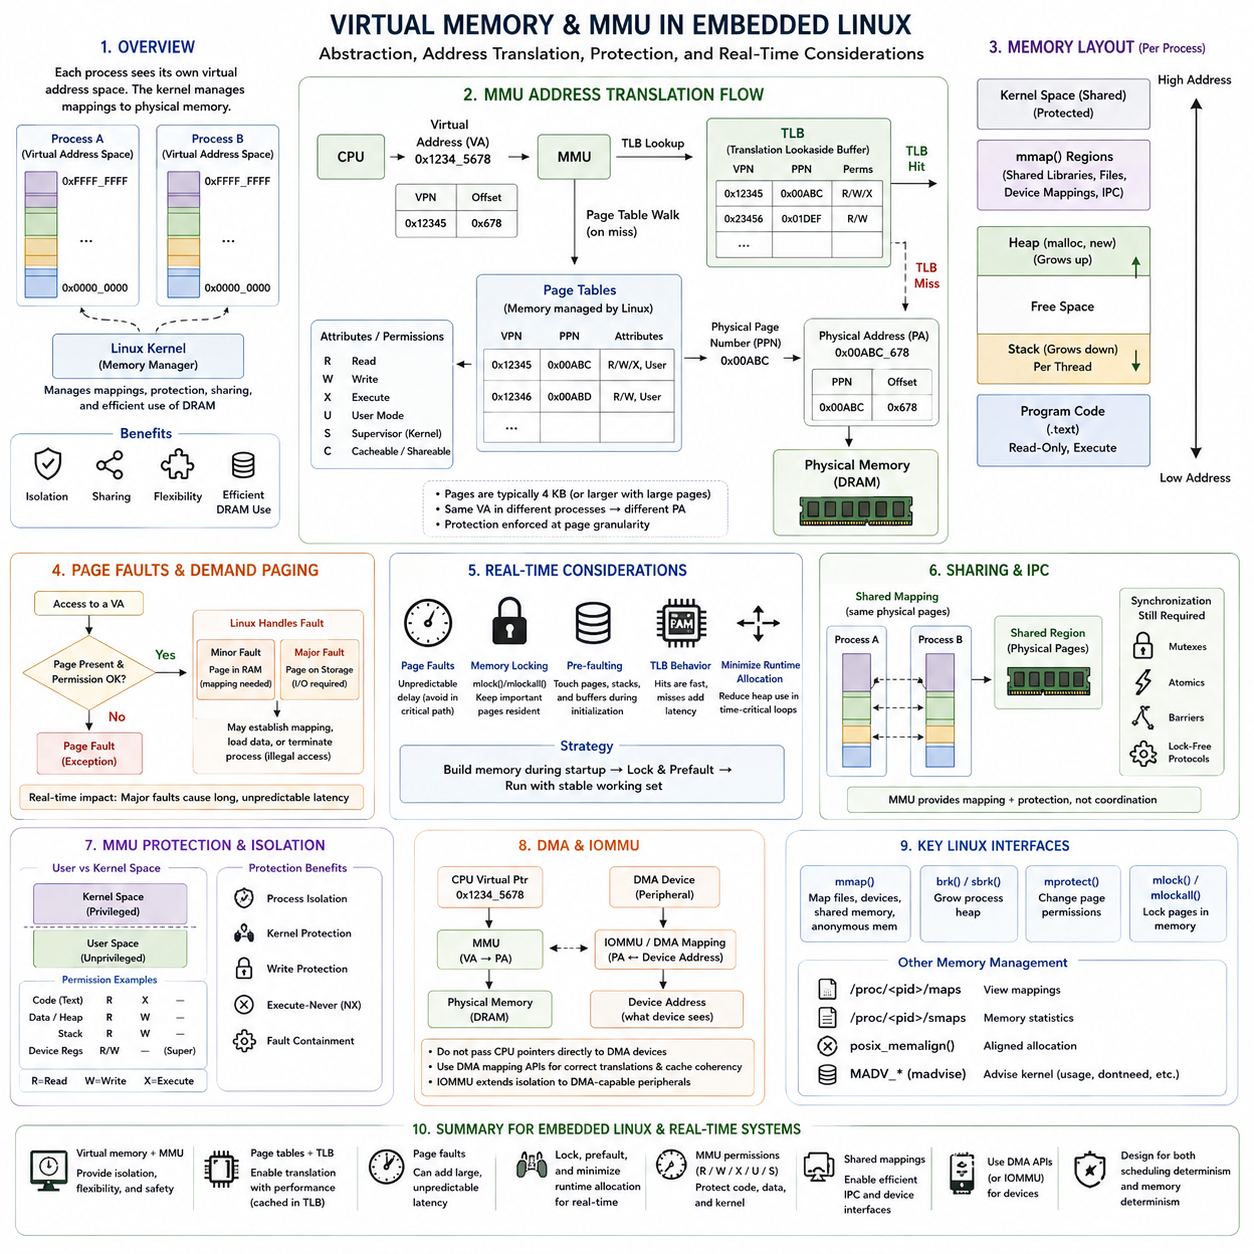 VIRTUAL MEMORY & MMU IN EMBEDDED LINUX
Abstraction, Address Translation, Protection, and Real-Time Considerations
1. OVERVIEW
Each process sees its own virtual
address space. The kernel manages
mappings to physical memory.
Process A
(Virtual Address Space)
0xFFFF_FFFF
...
0x0000_0000
Process B
(Virtual Address Space)
0xFFFF_FFFF
...
0x0000_0000
Linux Kernel
(Memory Manager)
Manages mappings, protection, sharing,
and efficient use of DRAM
Benefits
Isolation
Sharing
Flexibility
Efficient
DRAM Use
2. MMU ADDRESS TRANSLATION FLOW
CPU
Virtual
Address (VA)
0x1234_5678
VPN Offset
0x12345 0x678
MMU
TLB Lookup
Page Table Walk
(on miss)
TLB
(Translation Lookaside Buffer)
VPN PPN Perms
0x12345 0x00ABC R/W/X
0x23456 0x01DEF R/W
...
TLB
Hit
TLB
Miss
Page Tables
(Memory managed by Linux)
VPN PPN Attributes
0x12345 0x00ABC R/W/X, User
0x12346 0x00ABD R/W, User
...
Attributes / Permissions
R Read
W Write
X Execute
U User Mode
S Supervisor (Kernel)
C Cacheable / Shareable
Physical Page
Number (PPN)
0x00ABC
Physical Address (PA)
0x00ABC_678
PPN Offset
0x00ABC 0x678
Physical Memory
(DRAM)
• Pages are typically 4 KB (or larger with large pages)
• Same VA in different processes → different PA
• Protection enforced at page granularity
3. MEMORY LAYOUT (Per Process)
High Address
Kernel Space (Shared)
(Protected)
mmap() Regions
(Shared Libraries, Files,
Device Mappings, IPC)
Heap (malloc, new)
(Grows up)
Free Space
Stack (Grows down)
Per Thread
Program Code
(.text)
Read-Only, Execute
Low Address
4. PAGE FAULTS & DEMAND PAGING
Access to a VA
Page Present &
Permission OK?
Yes
No
Page Fault
(Exception)
Linux Handles Fault
Minor Fault
Page in RAM
(mapping needed)
Major Fault
Page on Storage
(I/O required)
May establish mapping,
load data, or terminate
process (illegal access)
Real-time impact: Major faults cause long, unpredictable latency
5. REAL-TIME CONSIDERATIONS
Page Faults
Unpredictable
delay (avoid in
critical path)
Memory Locking
mlock()/mlockall()
Keep important
pages resident
Pre-faulting
Touch pages, stacks,
and buffers during
initialization
TLB Behavior
Hits are fast,
misses add
latency
Minimize Runtime
Allocation
Reduce heap use in
time-critical loops
Strategy
Build memory during startup → Lock & Prefault →
Run with stable working set
6. SHARING & IPC
Shared Mapping
(same physical pages)
Process A
Process B
Shared Region
(Physical Pages)
Synchronization
Still Required
Mutexes
Atomics
Barriers
Lock-Free
Protocols
MMU provides mapping + protection, not coordination
7. MMU PROTECTION & ISOLATION
User vs Kernel Space
Kernel Space
(Privileged)
User Space
(Unprivileged)
Permission Examples
Code (Text) R X —
Data / Heap R W —
Stack R W —
Device Regs R/W — (Super)
R=Read W=Write X=Execute
Protection Benefits
Process Isolation
Kernel Protection
Write Protection
Execute-Never (NX)
Fault Containment
8. DMA & IOMMU
CPU Virtual Ptr
0x1234_5678
MMU
(VA → PA)
Physical Memory
(DRAM)
DMA Device
(Peripheral)
IOMMU / DMA Mapping
(PA ↔ Device Address)
Device Address
(what device sees)
• Do not pass CPU pointers directly to DMA devices
• Use DMA mapping APIs for correct translations & cache coherency
• IOMMU extends isolation to DMA-capable peripherals
9. KEY LINUX INTERFACES
mmap()
Map files, devices,
shared memory,
anonymous mem
brk() / sbrk()
Grow process
heap
mprotect()
Change page
permissions
mlock() /
mlockall()
Lock pages in
memory
Other Memory Management
/proc/<pid>/maps View mappings
/proc/<pid>/smaps Memory statistics
posix_memalign() Aligned allocation
MADV_* (madvise) Advise kernel (usage, dontneed, etc.)
10. SUMMARY FOR EMBEDDED LINUX & REAL-TIME SYSTEMS
Virtual memory + MMU
Provide isolation,
flexibility, and safety
Page tables + TLB
Enable translation
with performance
(cached in TLB)
Page faults
Can add large,
unpredictable
latency
Lock, prefault,
and minimize
runtime allocation
for real-time
MMU permissions
(R / W / X / U / S)
Protect code, data,
and kernel
Shared mappings
Enable efficient
IPC and device
interfaces
Use DMA APIs
(or IOMMU)
for devices
Design for both
scheduling determinism
and memory
determinism